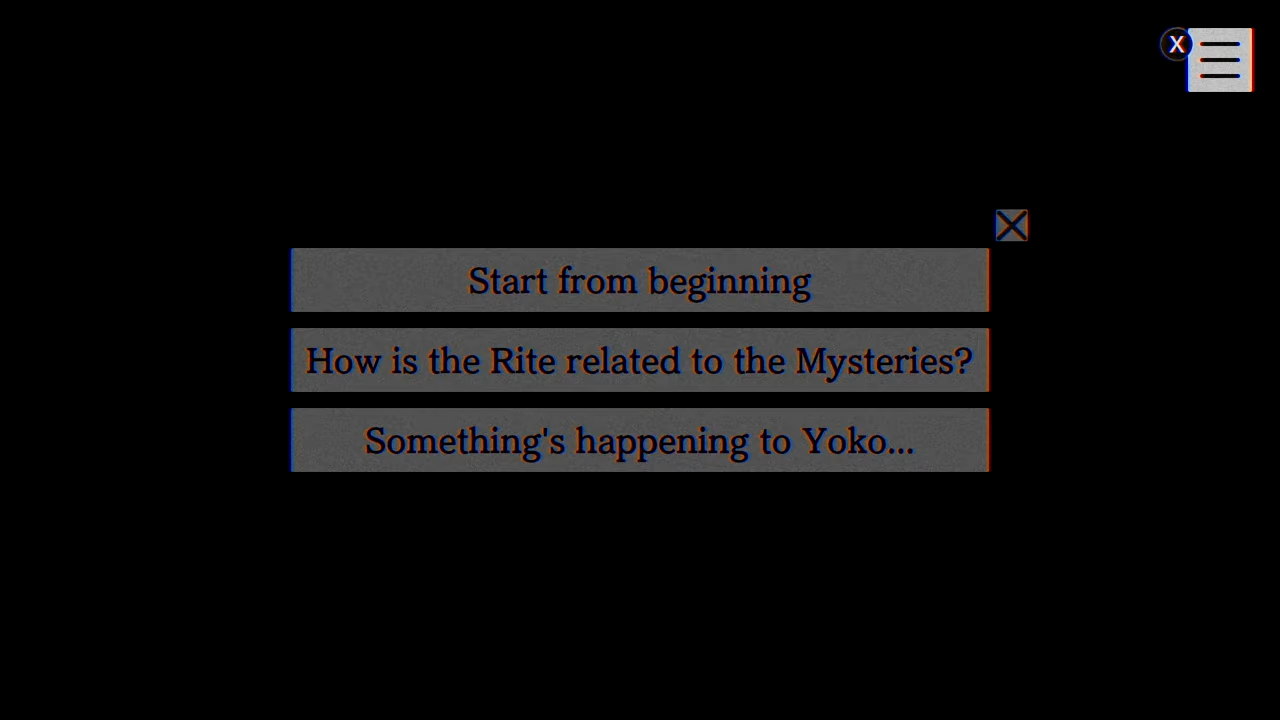 X
Start from beginning
How is the Rite related to the Mysteries?
Something's happening to Yoko...